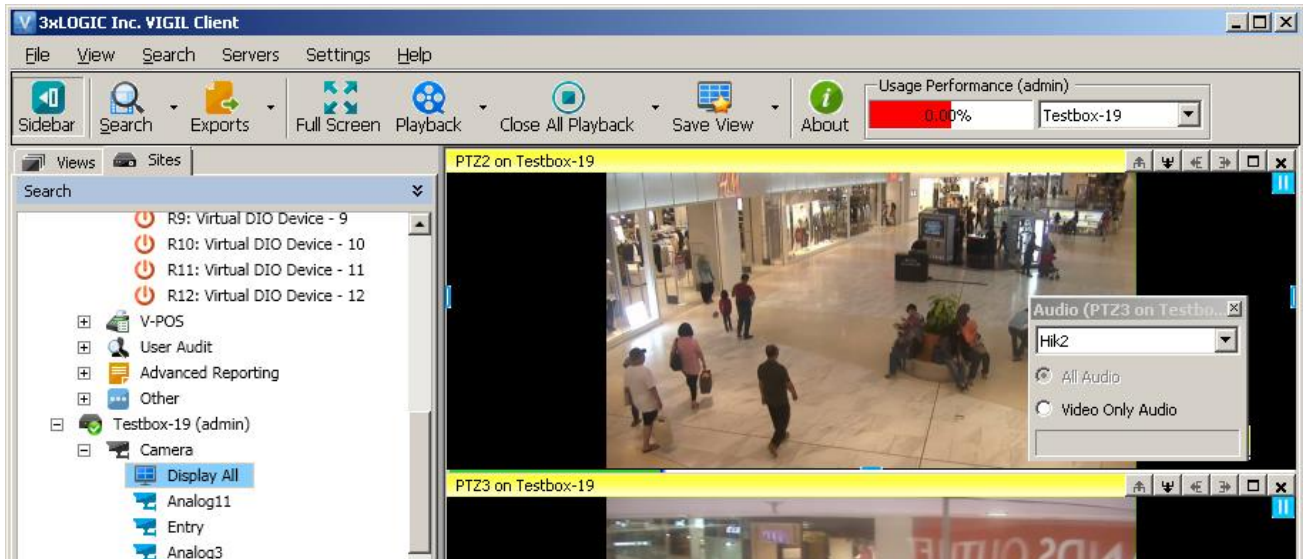 3xLOGIC Inc. VIGIL Client
File View Search Servers Settings Help
Sidebar Search Exports Full Screen Playback Close All Playback Save View About
Usage Performance (admin)
0.00% Testbox-19
Views Sites
Search
R9: Virtual DIO Device - 9
R10: Virtual DIO Device - 10
R11: Virtual DIO Device - 11
R12: Virtual DIO Device - 12
V-POS
User Audit
Advanced Reporting
Other
Testbox-19 (admin)
Camera
Display All
Analog11
Entry
Analog3
PTZ2 on Testbox-19
H&M
Audio (PTZ3 on Testbo...
Hik2
All Audio
Video Only Audio
PTZ3 on Testbox-19